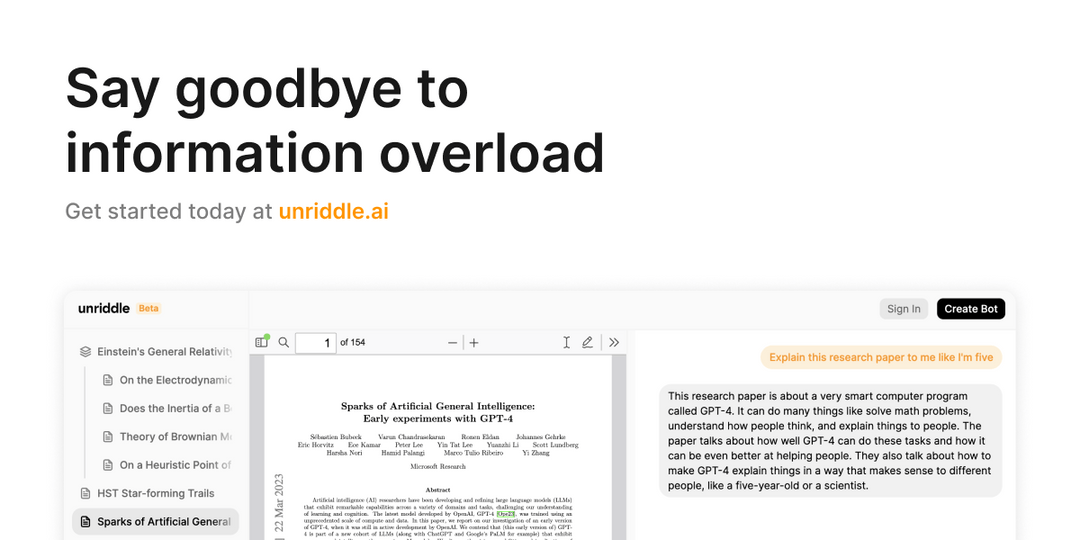 Say goodbye to
information overload
Get started today at unriddle.ai
unriddle Beta
Sign In Create Bot
1 of 154
Einstein's General Relativity
On the Electrodynamic
Does the Inertia of a B
Theory of Brownian M
On a Heuristic Point of
HST Star-forming Trails
Sparks of Artificial General
22 Mar 2023
Sparks of Artificial General Intelligence:
Early experiments with GPT-4
Sébastien Bubeck Varun Chandrasekaran Ronen Eldan Johannes Gehrke
Eric Horvitz Ece Kamar Peter Lee Yin Tat Lee Yuanzhi Li Scott Lundberg
Harsha Nori Hamid Palangi Marco Tulio Ribeiro Yi Zhang
Microsoft Research
Abstract
Artificial intelligence (AI) researchers have been developing and refining large language models (LLMs)
that exhibit remarkable capabilities across a variety of domains and tasks, challenging our understanding
of learning and cognition. The latest model developed by OpenAI, GPT-4 [Ope23], was trained using an
unprecedented scale of compute and data. In this paper, we report on our investigation of an early version
of GPT-4, when it was still in active development by OpenAI. We contend that (this early version of) GPT-
4 is part of a new cohort of LLMs (along with ChatGPT and Google's PaLM for example) that exhibit
Explain this research paper to me like I'm five
This research paper is about a very smart computer program
called GPT-4. It can do many things like solve math problems,
understand how people think, and explain things to people. The
paper talks about how well GPT-4 can do these tasks and how it
can be even better at helping people. They also talk about how to
make GPT-4 explain things in a way that makes sense to different
people, like a five-year-old or a scientist.